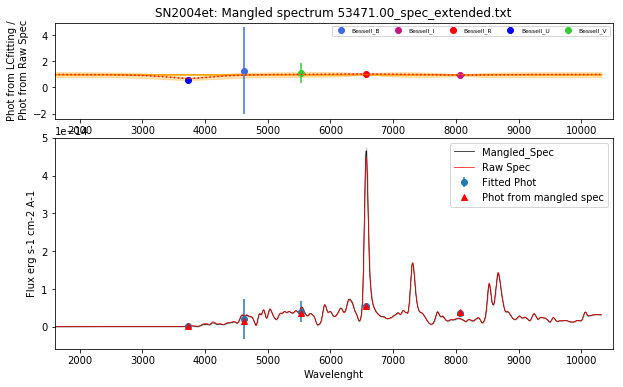 SN2004et: Mangled spectrum 53471.00_spec_extended.txt
Phot from LCfitting /
Phot from Raw Spec
4
2
0
−2
Bessell_B
Bessell_I
Bessell_R
Bessell_U
Bessell_V
2000 3000 4000 5000 6000 7000 8000 9000 10000
1e−14
Flux erg s-1 cm-2 A-1
5
4
3
2
1
0
Mangled_Spec
Raw Spec
Fitted Phot
Phot from mangled spec
2000 3000 4000 5000 6000 7000 8000 9000 10000
Wavelenght